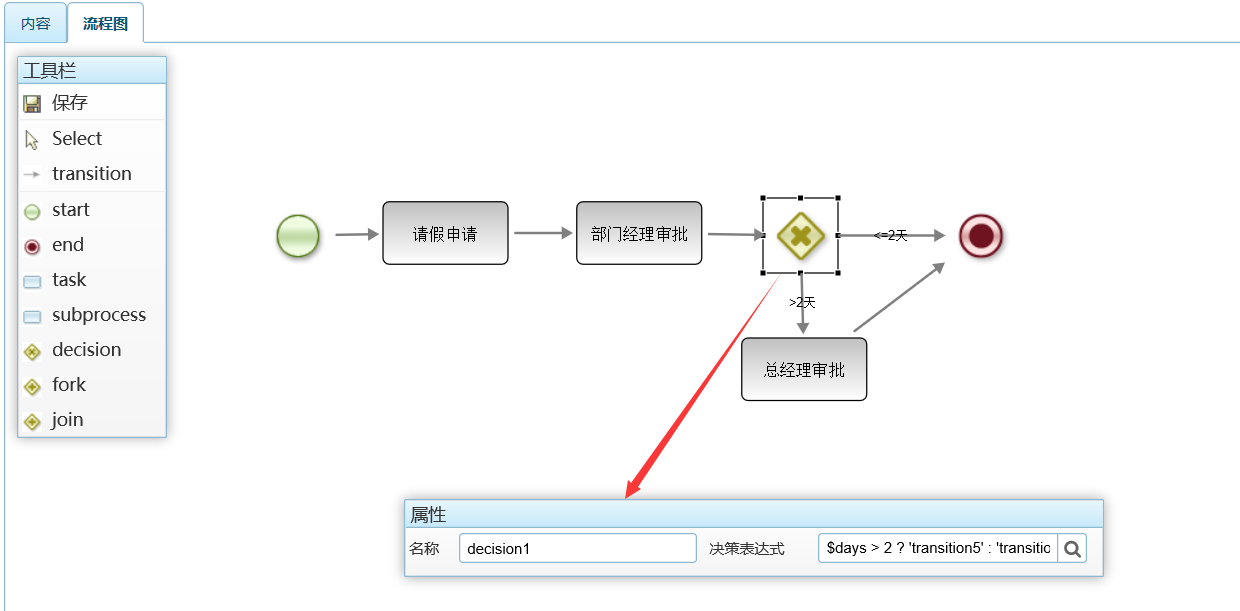 内容 流程图
工具栏
保存
Select
transition
start
end
task
subprocess
decision
fork
join
请假申请
部门经理审批
<=2天
>2天
总经理审批
属性
名称 decision1 决策表达式 $days > 2 ? 'transition5' : 'transitio